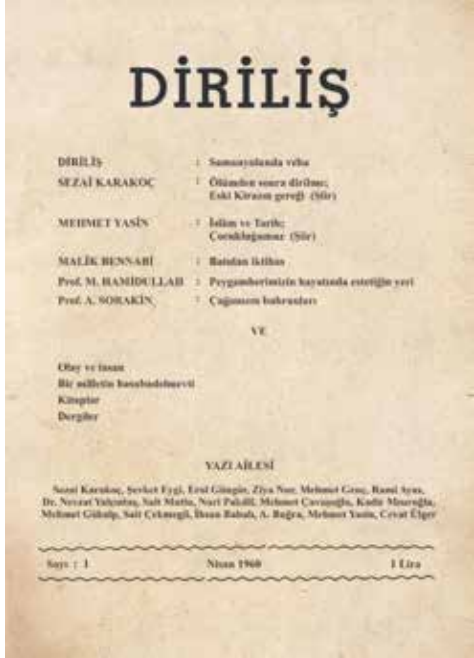 DİRİLİŞ
DİRİLİŞ : Samanyolunda veba
SEZAİ KARAKOÇ : Ölümden sonra dirilme;
Eski Kirazın gereği (Şiir)
MEHMET YASİN : İslâm ve Tarih;
Çocukluğumuz (Şiir)
MALİK BENNABİ : Batıdan iktibas
Prof. M. HAMİDULLAH : Peygamberimizin hayatında estetiğin yeri
Prof. A. SORAKİN : Çağımızın buhranları
VE
Olay ve insan
Bir milletin
Kitaplar
Dergiler
YAZI AİLESİ
Sezai Karakoç, Şevket Eygi, Erol Güngör, Ziya Nur, Mehmet Genç, Rami Ayas,
Dr. Nevzat Yalçıntaş, Sait Mutlu, Nuri Pakdil, Mehmet Çavuşoğlu, Kadir Mısıroğlu,
Mehmet Gökalp, Sait Çekmegil, İhsan Babalı, A. Buğra, Mehmet Yasin, Cevat Ülger
Sayı : 1 Nisan 1960 1 Lira